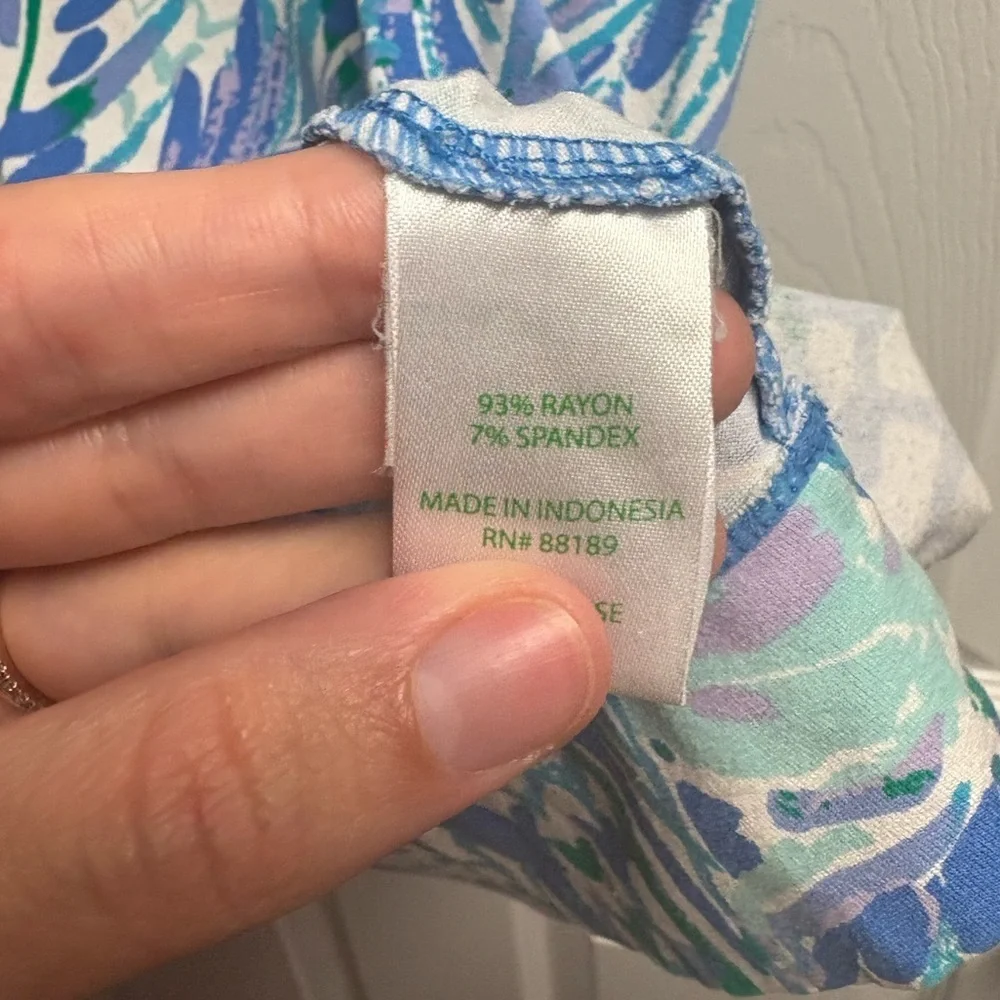 93% RAYON
7% SPANDEX
MADE IN INDONESIA
RN# 88189